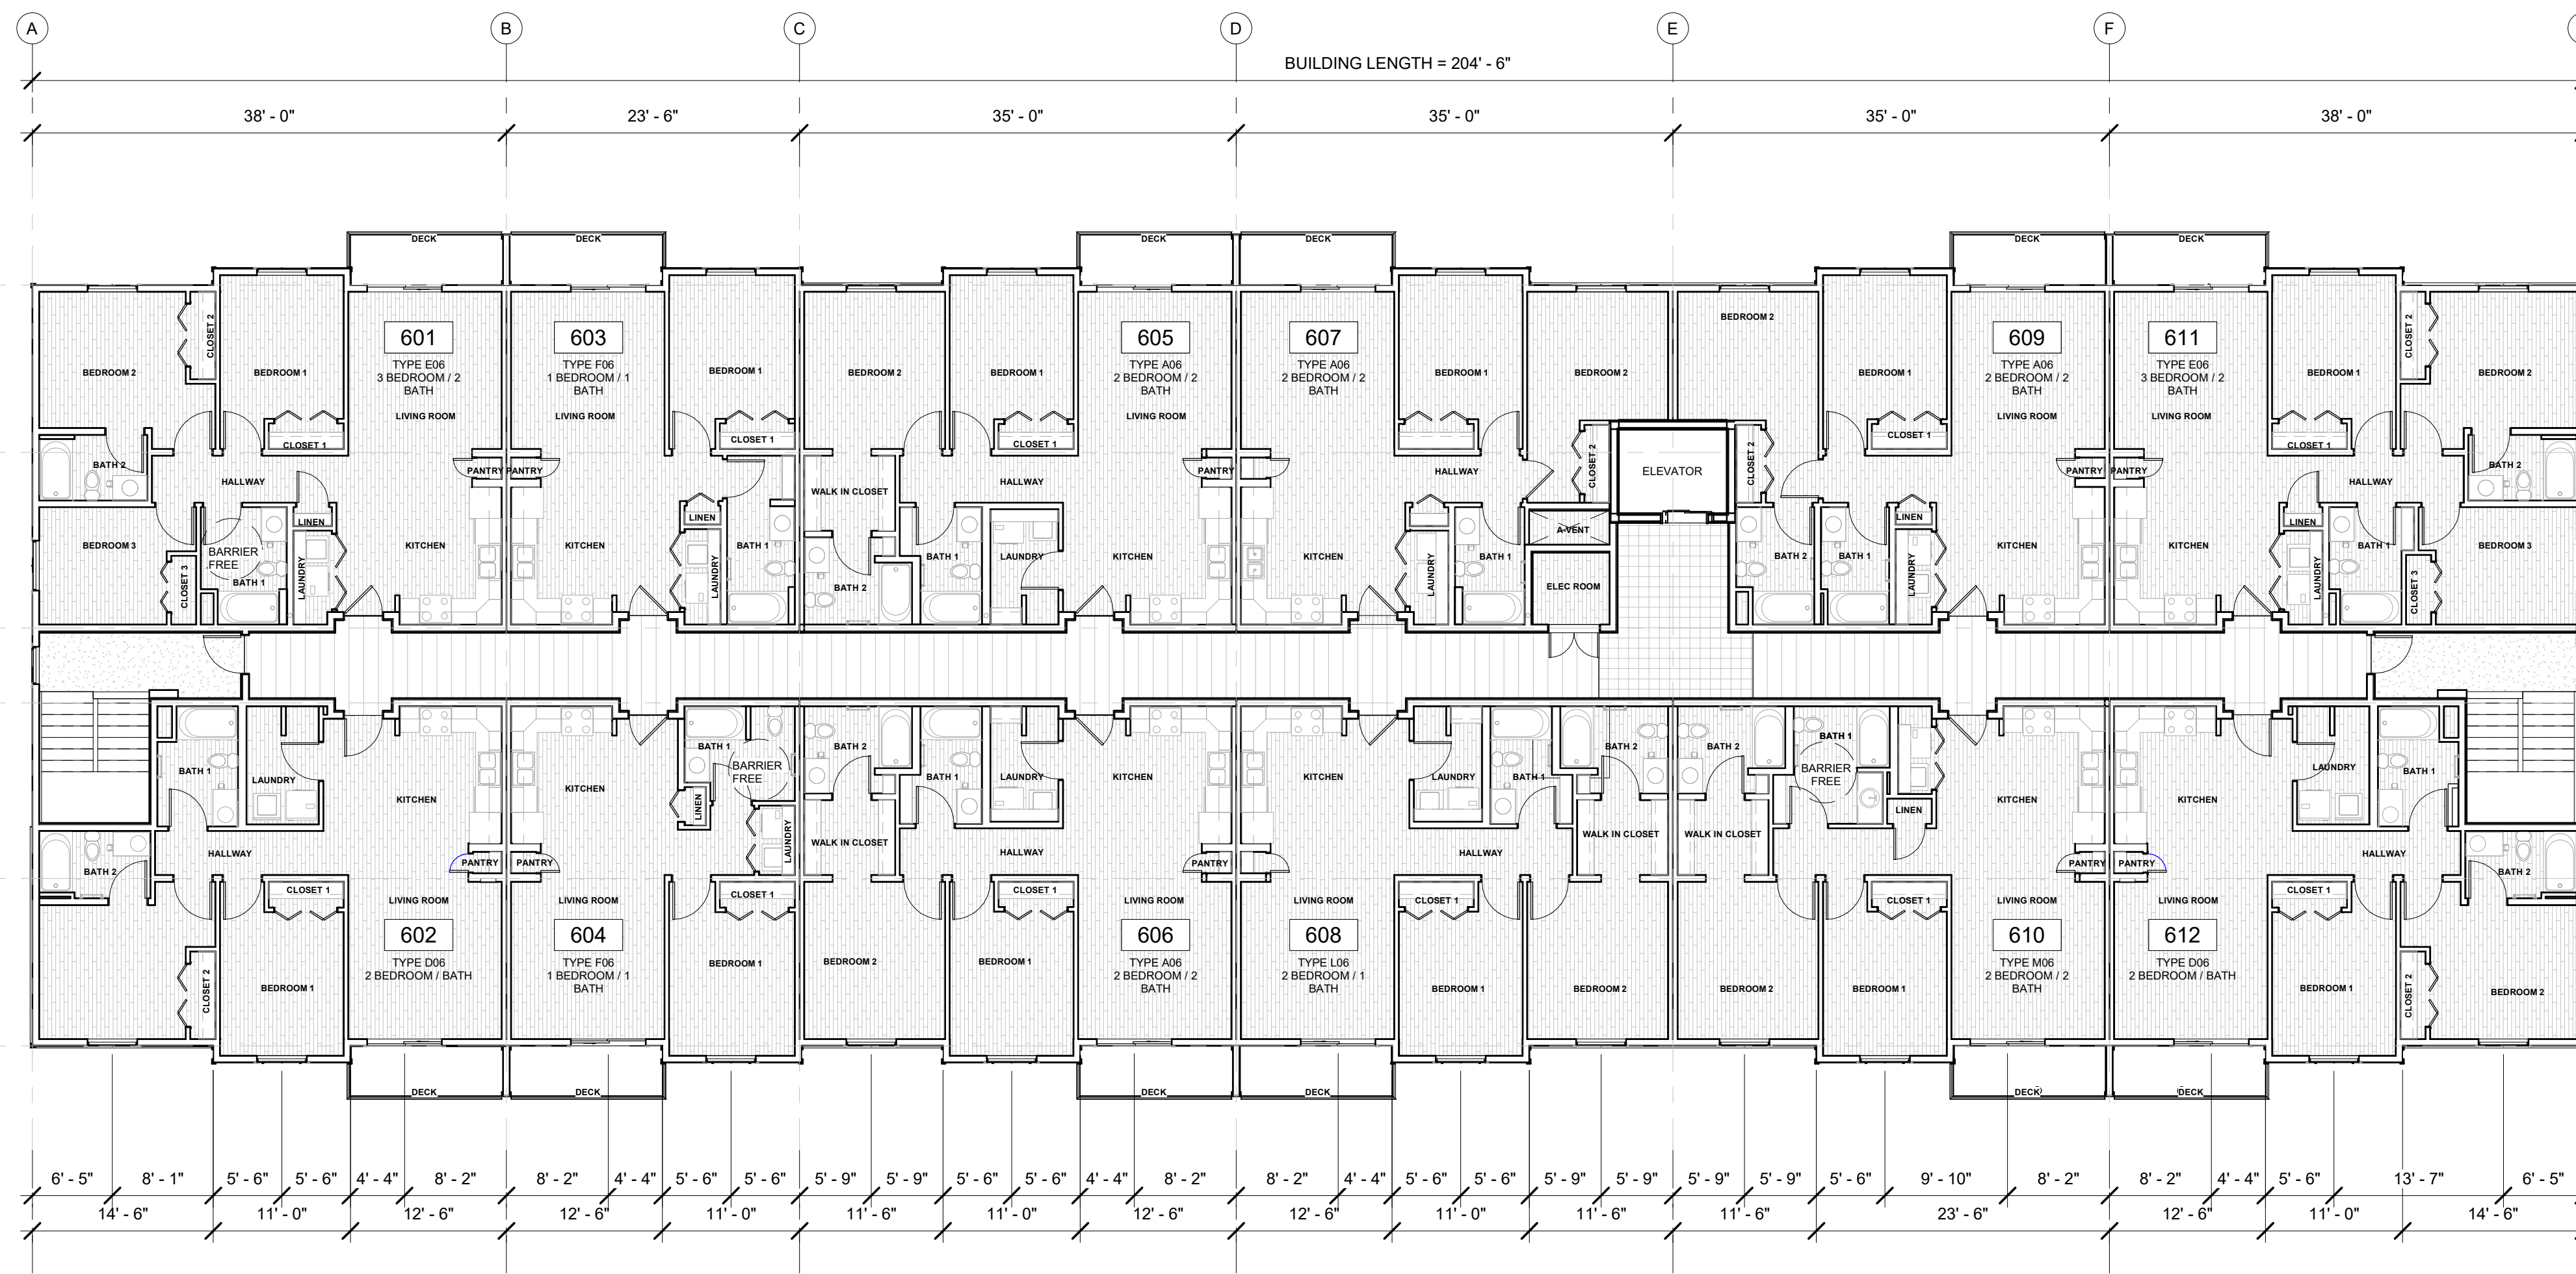 A
B
C
D
E
F
BUILDING LENGTH = 204' - 6"
38' - 0"
23' - 6"
35' - 0"
35' - 0"
35' - 0"
38' - 0"
DECK
DECK
DECK
DECK
DECK
DECK
601
TYPE E06
3 BEDROOM / 2
BATH
LIVING ROOM
KITCHEN
PANTRY
BEDROOM 2
CLOSET 2
BEDROOM 1
CLOSET 1
BATH 2
HALLWAY
LINEN
BEDROOM 3
CLOSET 3
BARRIER
FREE
BATH 1
LAUNDRY
603
TYPE F06
1 BEDROOM / 1
BATH
LIVING ROOM
PANTRY
KITCHEN
BEDROOM 1
CLOSET 1
LINEN
LAUNDRY
BATH 1
605
TYPE A06
2 BEDROOM / 2
BATH
LIVING ROOM
PANTRY
KITCHEN
BEDROOM 2
BEDROOM 1
CLOSET 1
WALK IN CLOSET
HALLWAY
BATH 2
BATH 1
LAUNDRY
607
TYPE A06
2 BEDROOM / 2
BATH
LIVING ROOM
KITCHEN
BEDROOM 1
BEDROOM 2
HALLWAY
CLOSET 2
LAUNDRY
BATH 1
A-VENT
ELEC ROOM
ELEVATOR
609
TYPE A06
2 BEDROOM / 2
BATH
LIVING ROOM
PANTRY
KITCHEN
BEDROOM 2
BEDROOM 1
CLOSET 2
CLOSET 1
LINEN
BATH 2
BATH 1
LAUNDRY
611
TYPE E06
3 BEDROOM / 2
BATH
LIVING ROOM
PANTRY
KITCHEN
BEDROOM 1
CLOSET 2
BEDROOM 2
CLOSET 1
HALLWAY
BATH 2
LINEN
LAUNDRY
BATH 1
CLOSET 3
BEDROOM 3
BATH 1
LAUNDRY
KITCHEN
HALLWAY
BATH 2
PANTRY
CLOSET 1
LIVING ROOM
602
TYPE D06
2 BEDROOM / BATH
CLOSET 2
BEDROOM 1
BATH 1
BARRIER
FREE
LINEN
LAUNDRY
KITCHEN
PANTRY
CLOSET 1
LIVING ROOM
604
TYPE F06
1 BEDROOM / 1
BATH
BEDROOM 1
BATH 2
BATH 1
LAUNDRY
KITCHEN
WALK IN CLOSET
HALLWAY
PANTRY
CLOSET 1
LIVING ROOM
606
TYPE A06
2 BEDROOM / 2
BATH
BEDROOM 2
BEDROOM 1
KITCHEN
LAUNDRY
BATH 1
BATH 2
HALLWAY
WALK IN CLOSET
CLOSET 1
LIVING ROOM
608
TYPE L06
2 BEDROOM / 1
BATH
BEDROOM 1
BEDROOM 2
BATH 2
BATH 1
BARRIER
FREE
LINEN
WALK IN CLOSET
KITCHEN
PANTRY
CLOSET 1
LIVING ROOM
610
TYPE M06
2 BEDROOM / 2
BATH
BEDROOM 2
BEDROOM 1
KITCHEN
LAUNDRY
BATH 1
PANTRY
HALLWAY
BATH 2
CLOSET 1
LIVING ROOM
612
TYPE D06
2 BEDROOM / BATH
BEDROOM 1
CLOSET 2
BEDROOM 2
DECK
DECK
DECK
DECK
DECK
DECK
6' - 5"
8' - 1"
5' - 6"
5' - 6"
4' - 4"
8' - 2"
8' - 2"
4' - 4"
5' - 6"
5' - 6"
5' - 9"
5' - 9"
5' - 6"
5' - 6"
4' - 4"
8' - 2"
8' - 2"
4' - 4"
5' - 6"
5' - 6"
5' - 9"
5' - 9"
5' - 9"
5' - 9"
5' - 6"
9' - 10"
8' - 2"
8' - 2"
4' - 4"
5' - 6"
13' - 7"
6' - 5"
14' - 6"
11' - 0"
12' - 6"
12' - 6"
11' - 0"
11' - 6"
11' - 0"
12' - 6"
12' - 6"
11' - 0"
11' - 6"
11' - 6"
23' - 6"
12' - 6"
11' - 0"
14' - 6"